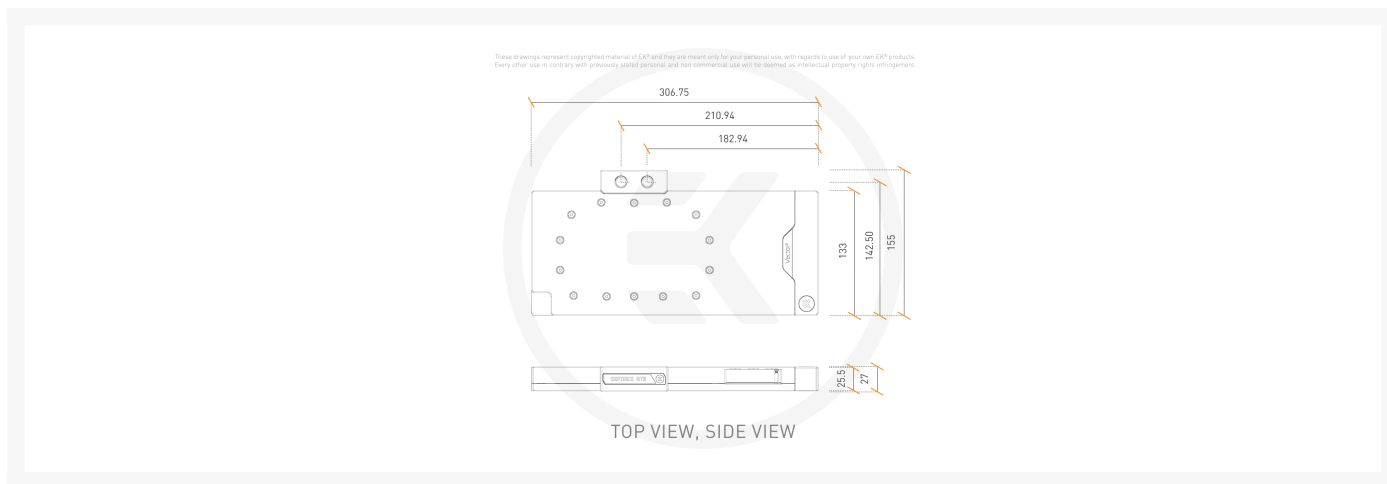 These drawings represent copyrighted material of EK® and they are meant only for your personal use, with regards to use of your own EK® products.
Every other use in contrary with previously stated personal and non commercial use will be deemed as intellectual property rights infringement.
306.75
210.94
182.94
133
142.50
155
Vector²
GEFORCE RTX
25.5
27
TOP VIEW, SIDE VIEW